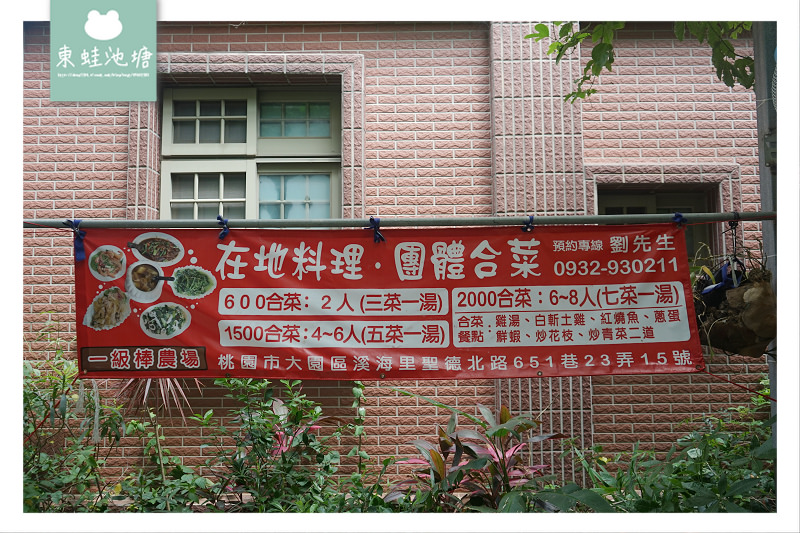 東蛙池塘
在地料理·團體合菜
預約專線 劉先生
0932-930211
600合菜：2人(三菜一湯)
1500合菜：4~6人(五菜一湯)
2000合菜：6~8人(七菜一湯)
合菜：雞湯、白斬土雞、紅燒魚、蔥蛋
餐點：鮮蝦、炒花枝、炒青菜二道
一級棒農場
桃園市大園區溪海里聖德北路651巷23弄15號